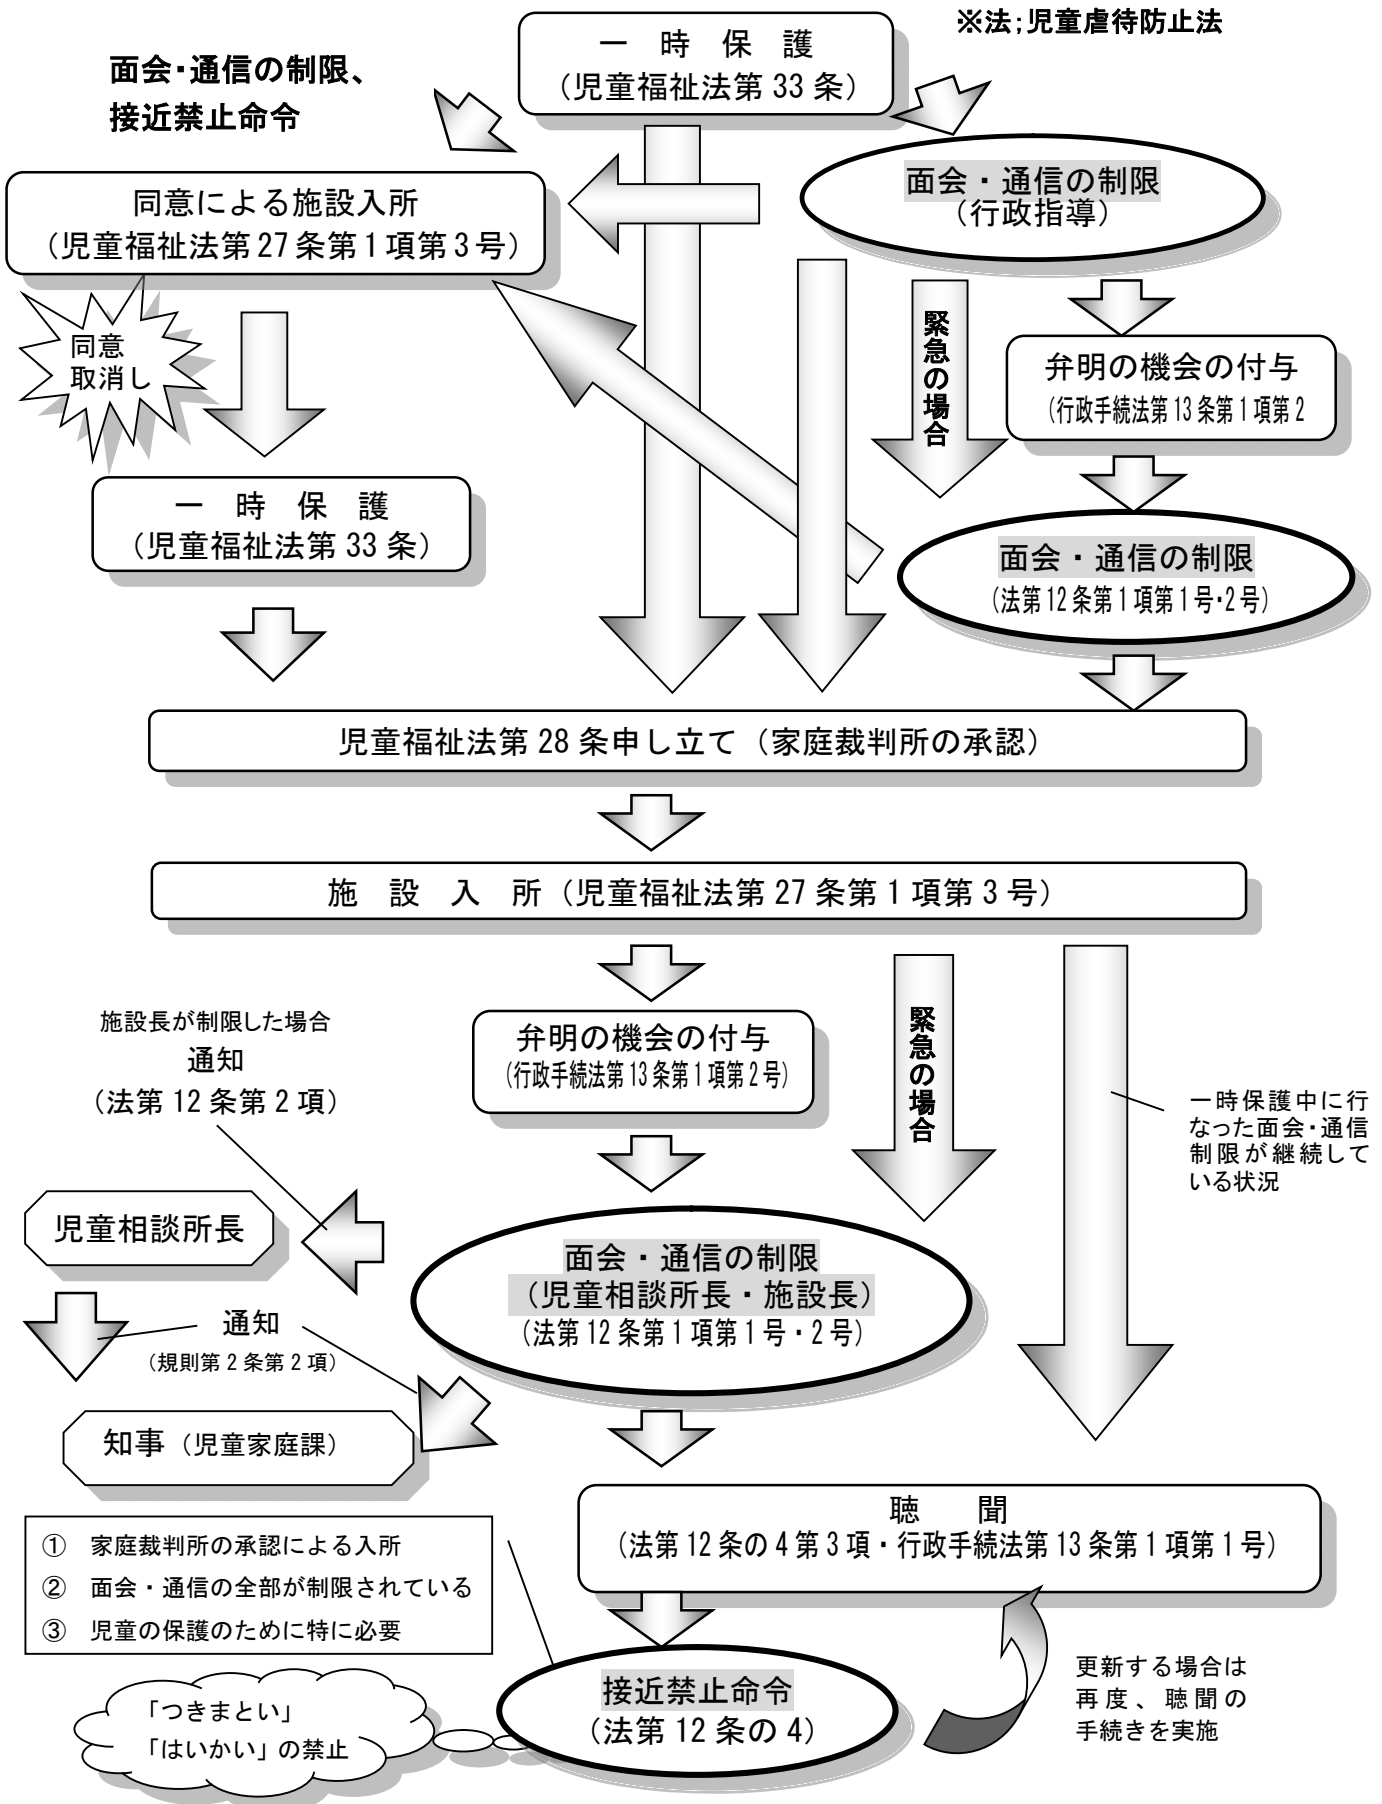 ※法;児童虐待防止法
面会・通信の制限、
接近禁止命令
一 時 保 護
（児童福祉法第 33 条）
面会・通信の制限
（行政指導）
同意による施設入所
（児童福祉法第 27 条第 1 項第 3 号）
同意
取消し
緊急の場合
弁明の機会の付与
（行政手続法第 13 条第 1 項第 2
一 時 保 護
（児童福祉法第 33 条）
面会・通信の制限
（法第 12 条第 1 項第 1 号・2 号）
児童福祉法第 28 条申し立て（家庭裁判所の承認）
施 設 入 所（児童福祉法第 27 条第 1 項第 3 号）
施設長が制限した場合
通知
（法第 12 条第 2 項）
弁明の機会の付与
（行政手続法第 13 条第 1 項第 2 号）
緊急の場合
一時保護中に行
なった面会・通信
制限が継続して
いる状況
児童相談所長
面会・通信の制限
（児童相談所長・施設長）
（法第 12 条第 1 項第 1 号・2 号）
通知
（規則第 2 条第 2 項）
知事（児童家庭課）
聴 聞
（法第 12 条の 4 第 3 項・行政手続法第 13 条第 1 項第 1 号）
① 家庭裁判所の承認による入所
② 面会・通信の全部が制限されている
③ 児童の保護のために特に必要
接近禁止命令
（法第 12 条の 4）
「つきまとい」
「はいかい」の禁止
更新する場合は
再度、聴聞の
手続きを実施